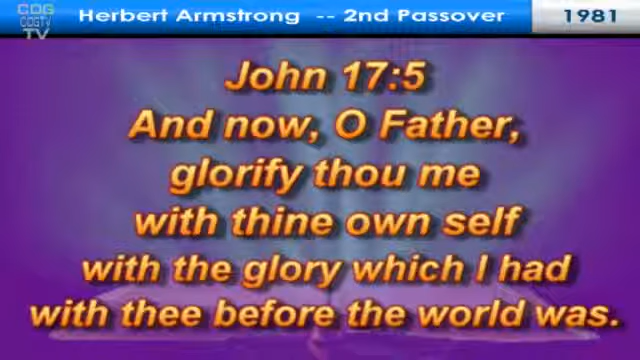 CDG
CDGTV
TV
Herbert Armstrong -- 2nd Passover
1981
John 17:5
And now, O Father,
glorify thou me
with thine own self
with the glory which I had
with thee before the world was.